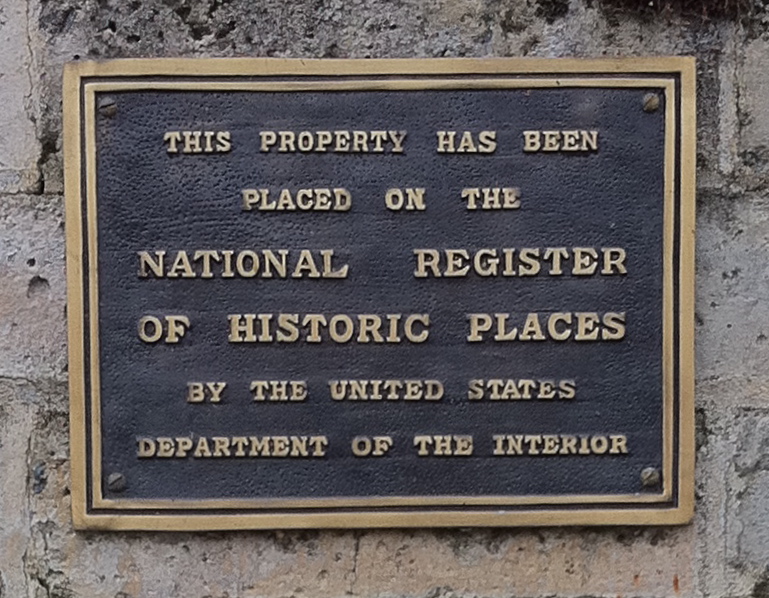 THIS PROPERTY HAS BEEN
PLACED ON THE
NATIONAL REGISTER
OF HISTORIC PLACES
BY THE UNITED STATES
DEPARTMENT OF THE INTERIOR